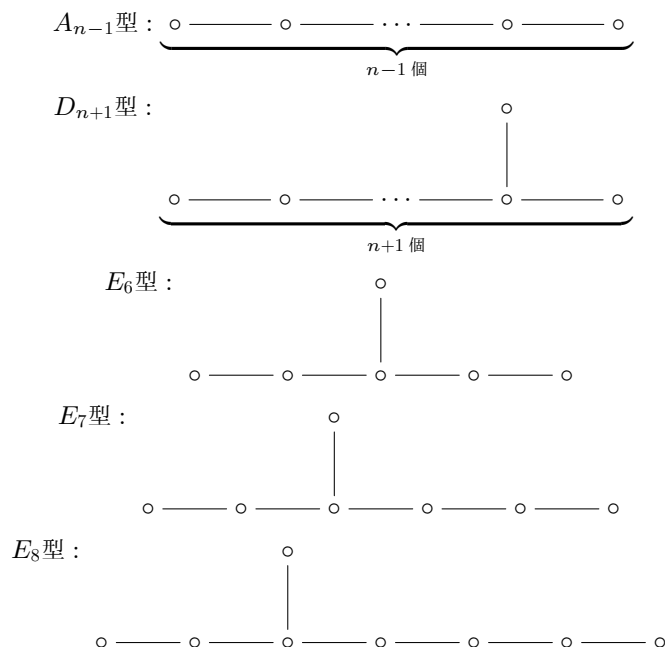 A_{n−1}型 : ⋯
n−1 個
D_{n+1}型 :
⋯
n+1 個
E_6型 :
E_7型 :
E_8型 :